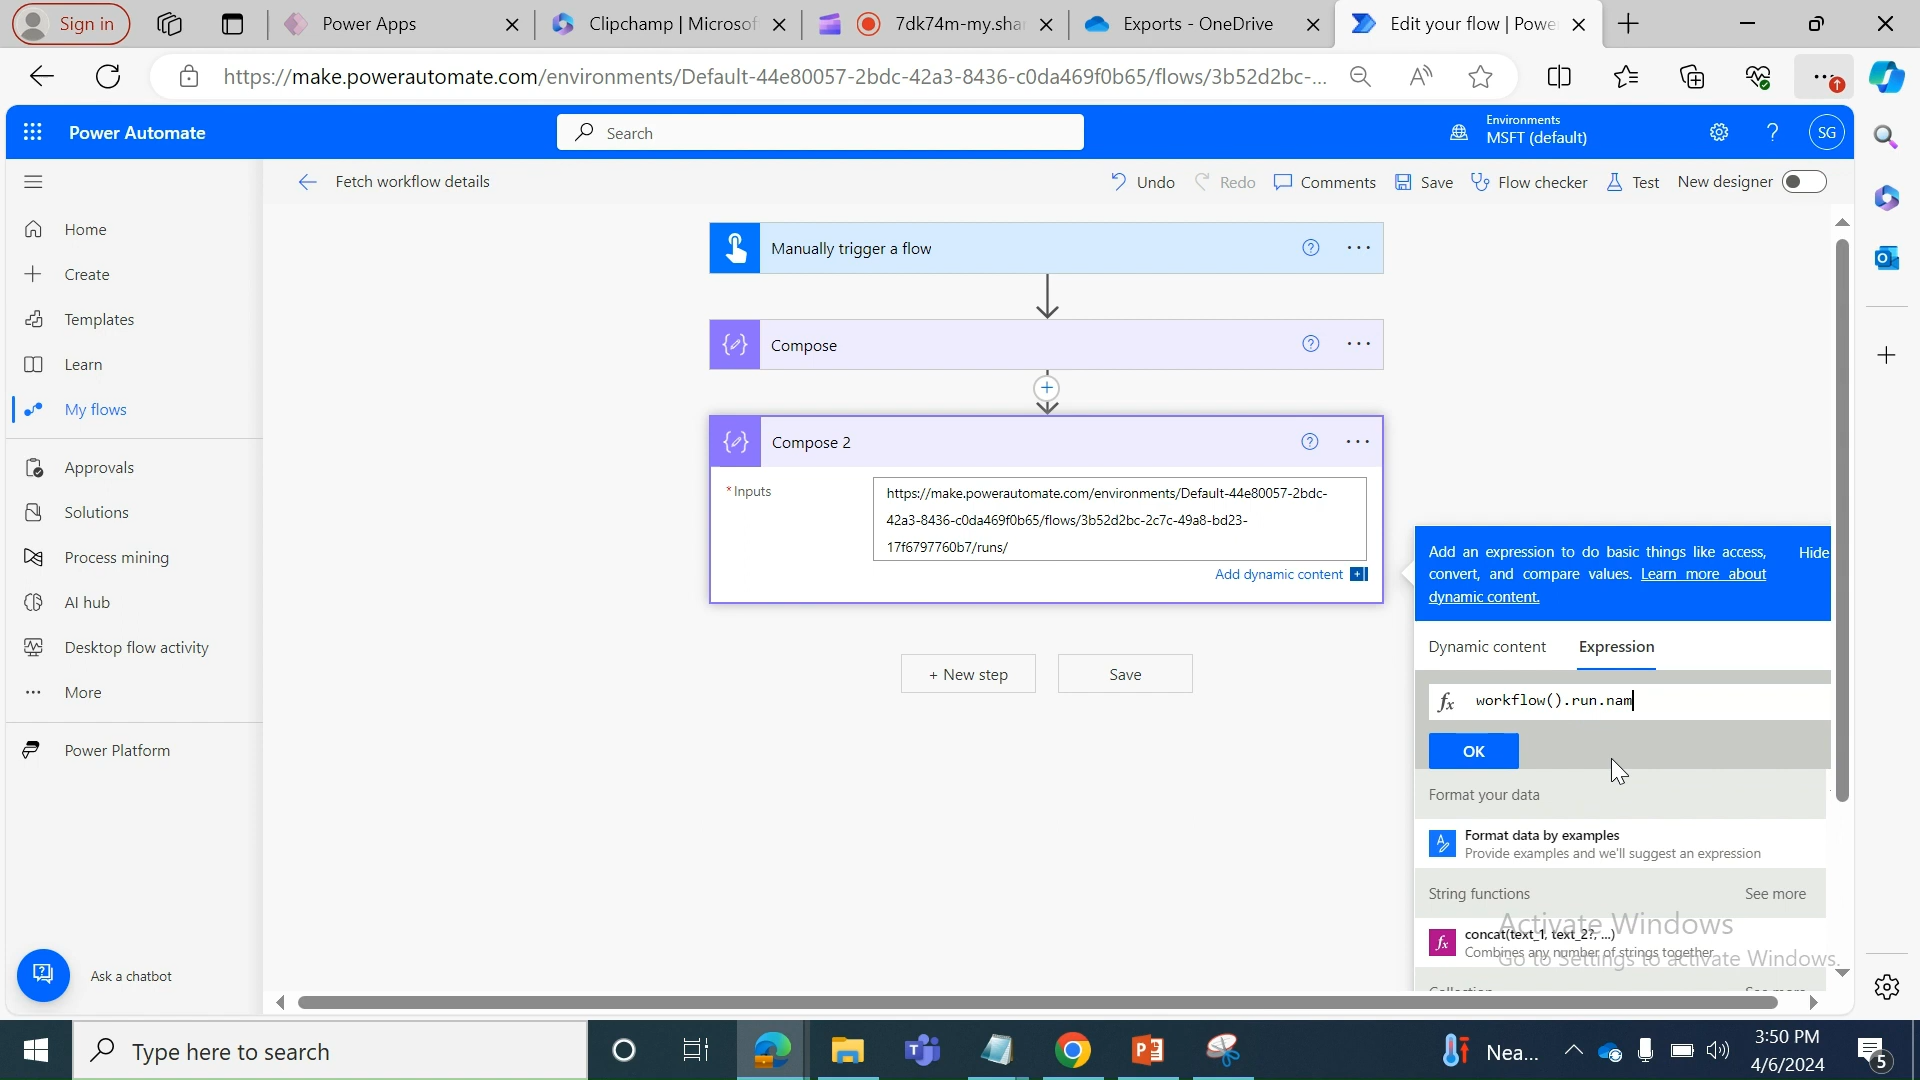 Sign in
Power Apps
Clipchamp | Microsof
7dk74m-my.sha
Exports - OneDrive
Edit your flow | Powe
https://make.powerautomate.com/environments/Default-44e80057-2bdc-42a3-8436-c0da469f0b65/flows/3b52d2bc-...
Power Automate
Search
Environments
MSFT (default)
SG
Fetch workflow details
Undo
Redo
Comments
Save
Flow checker
Test
New designer
Home
Create
Templates
Learn
My flows
Approvals
Solutions
Process mining
AI hub
Desktop flow activity
More
Power Platform
Ask a chatbot
Manually trigger a flow
Compose
Compose 2
* Inputs
https://make.powerautomate.com/environments/Default-44e80057-2bdc-
42a3-8436-c0da469f0b65/flows/3b52d2bc-2c7c-49a8-bd23-
17f6797760b7/runs/
Add dynamic content
+ New step
Save
Add an expression to do basic things like access, Hide
convert, and compare values. Learn more about
dynamic content.
Dynamic content
Expression
fx workflow().run.nam
OK
Format your data
Format data by examples
Provide examples and we'll suggest an expression
String functions
See more
concat(text_1, text_2?, ...)
Combines any number of strings together
Activate Windows
Go to Settings to activate Windows.
Type here to search
Nea...
3:50 PM
4/6/2024
5